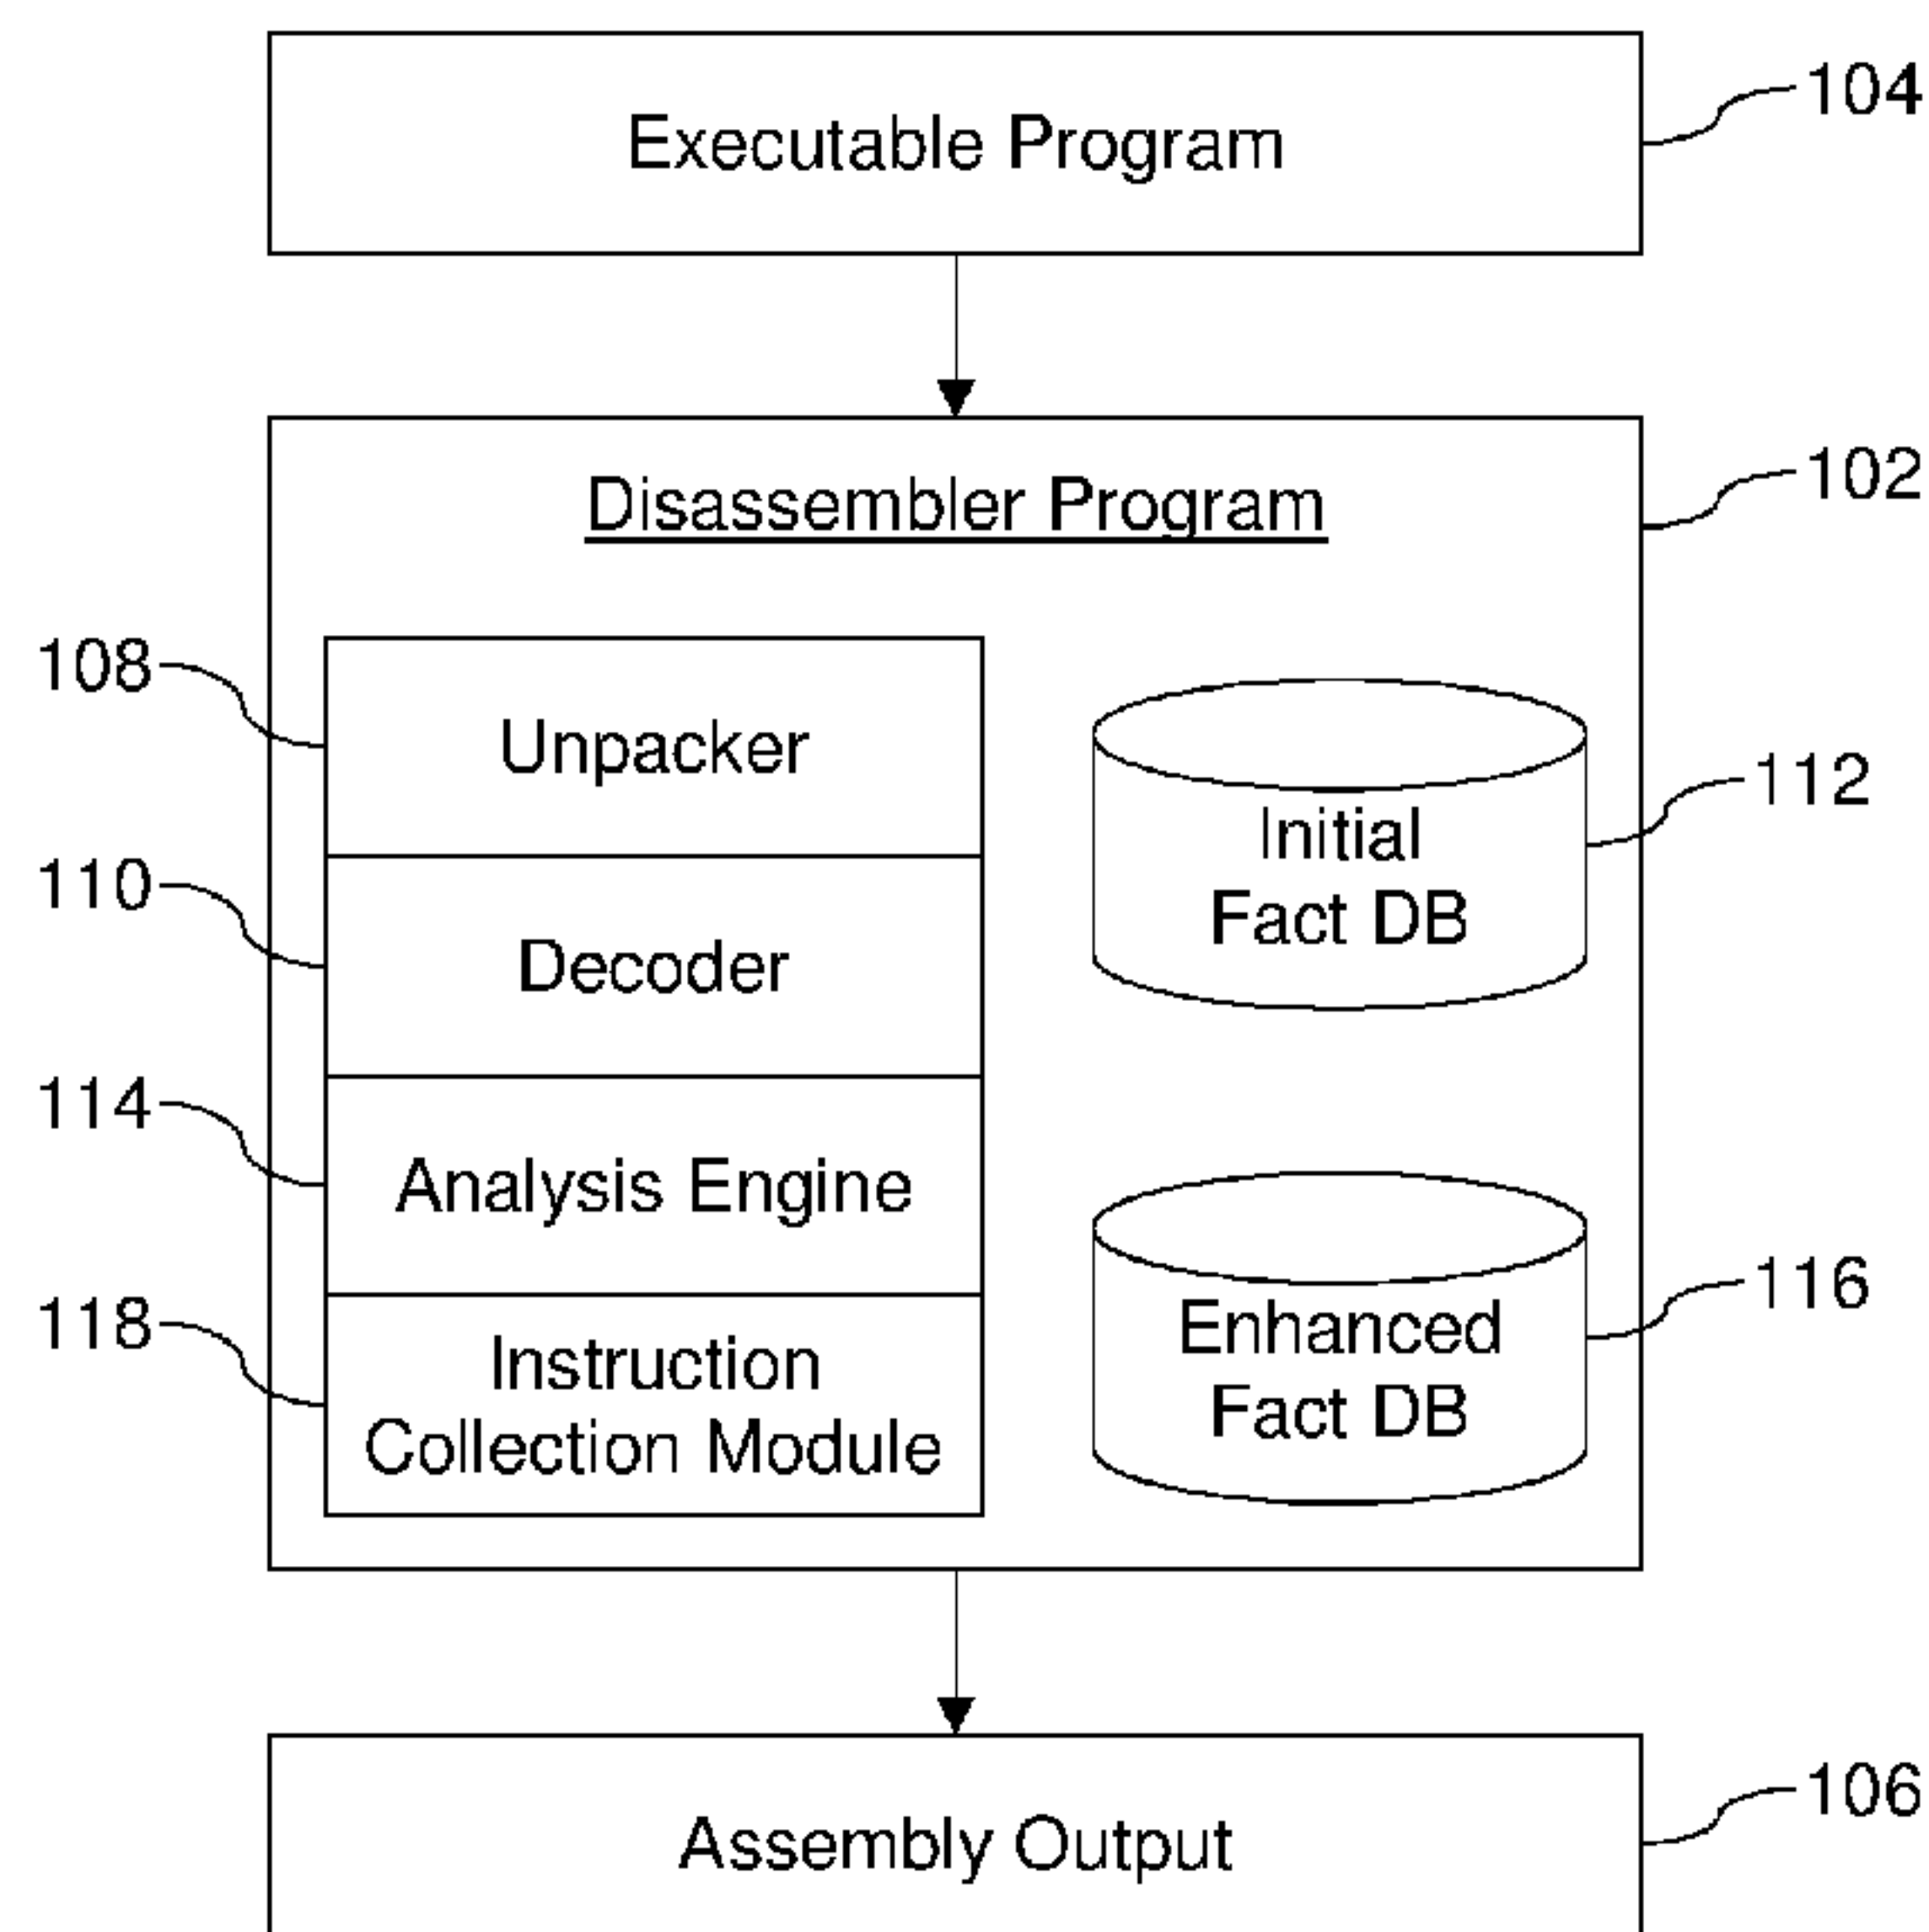 Executable Program
104
Disassembler Program
102
108
Unpacker
112
Initial
Fact DB
110
Decoder
114
Analysis Engine
116
Enhanced
Fact DB
118
Instruction
Collection Module
Assembly Output
106